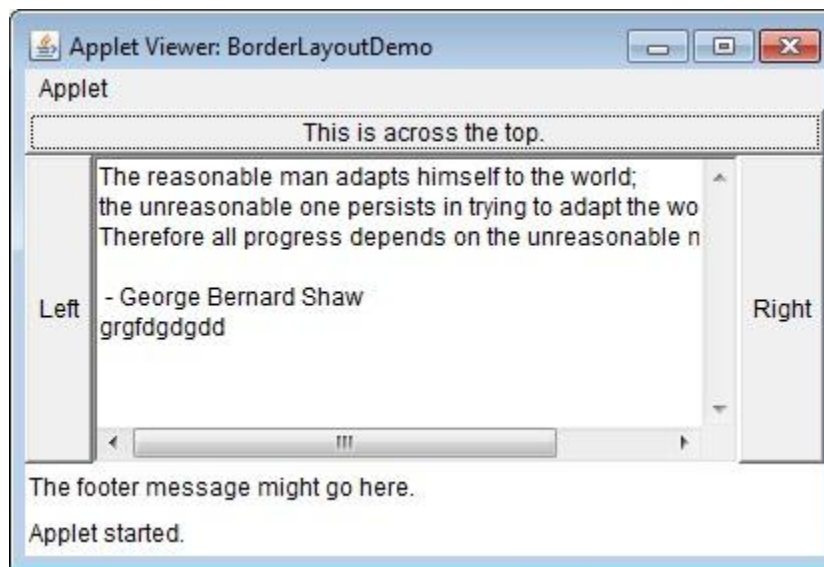 Applet Viewer: BorderLayoutDemo
Applet
This is across the top.
The reasonable man adapts himself to the world;
the unreasonable one persists in trying to adapt the wo
Therefore all progress depends on the unreasonable
- George Bernard Shaw
grgfdgdgdd
Left
Right
The footer message might go here.
Applet started.